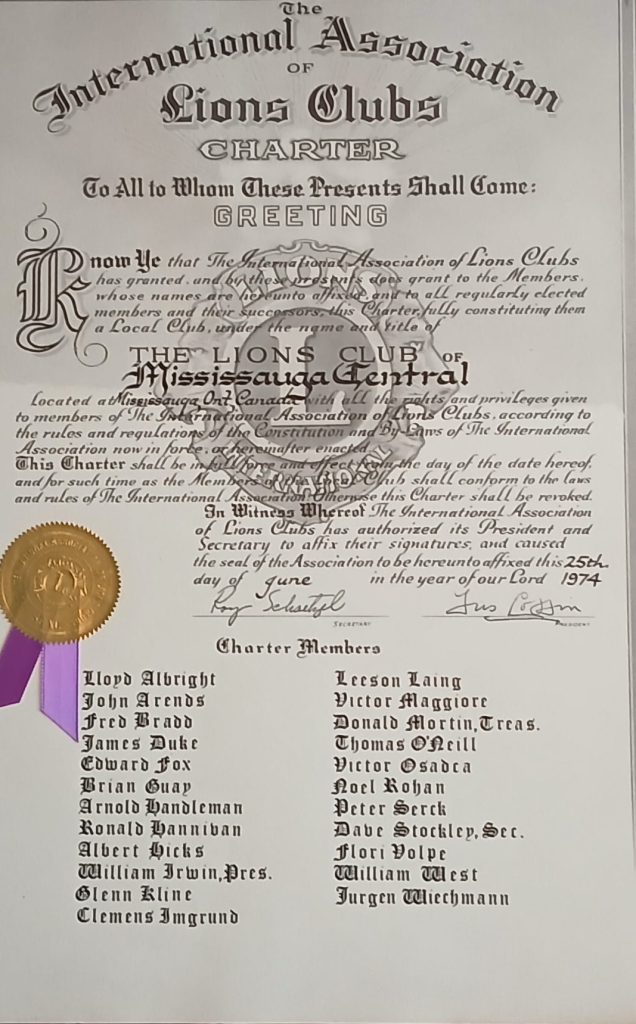 The
International Association
OF
Lions Clubs
CHARTER
To All to Whom These Presents Shall Come:
GREETING
Know Ye that The International Association of Lions Clubs
has granted, and by these presents does grant to the Members,
whose names are hereunto affixed, and to all regularly elected
members and their successors, this Charter, fully constituting them
a Local Club, under the name and title of
THE LIONS CLUB OF
Mississauga Central
Located at Mississauga Ont. Canada with all the rights and privileges given
to members of The International Association of Lions Clubs, according to
the rules and regulations of the Constitution and By-Laws of The International
Association now in force, or hereinafter enacted.
This Charter shall be in full force and effect from the day of the date hereof,
and for such time as the Members of the Club shall conform to the laws
and rules of The International Association. Otherwise this Charter shall be revoked.
In Witness Whereof The International Association
of Lions Clubs has authorized its President and
Secretary to affix their signatures, and caused
the seal of the Association to be hereunto affixed this 25th
day of June in the year of our Lord 1974
SECRETARY PRESIDENT
LIONS
INTERNATIONAL
Charter Members
Lloyd Albright
John Arends
Fred Bradd
James Duke
Edward Fox
Brian Guay
Arnold Handleman
Ronald Hanniban
Albert Hicks
William Irwin, Pres.
Glenn Kline
Clemens Imgrund
Leeson Laing
Victor Maggiore
Donald Mortin, Treas.
Thomas O'Neill
Victor Osadca
Noel Rohan
Peter Serck
Dave Stockley, Sec.
Flori Volpe
William West
Jurgen Wiechmann